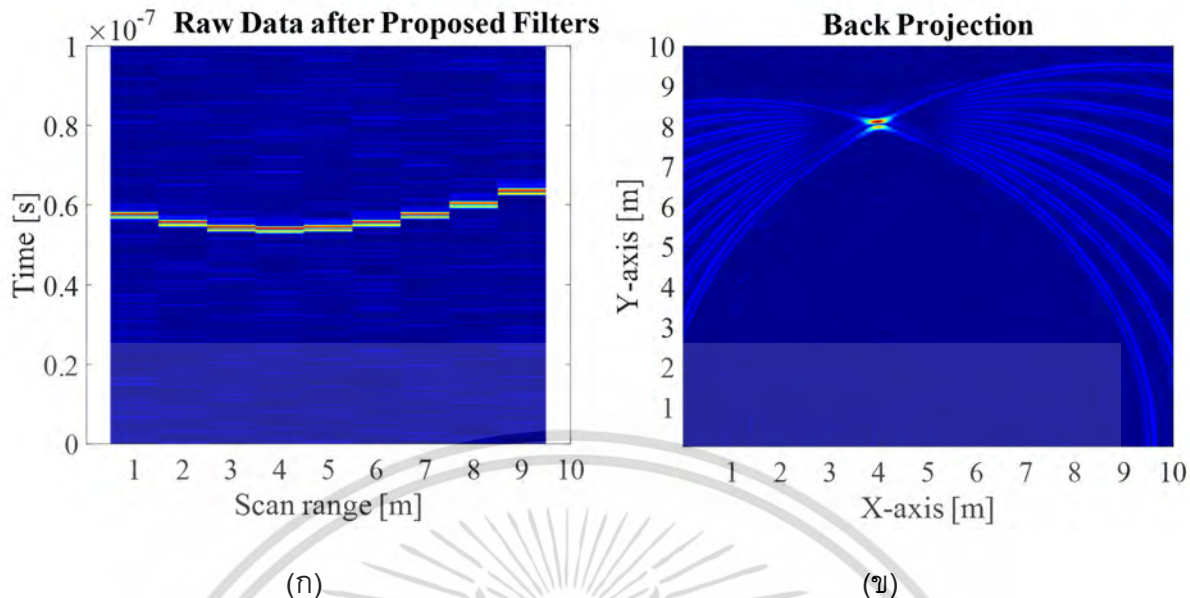 ×10⁻⁷
Raw Data after Proposed Filters
1
0.8
0.6
0.4
0.2
0
Time [s]
1 2 3 4 5 6 7 8 9 10
Scan range [m]
(ก)
Back Projection
10
9
8
7
6
5
4
3
2
1
Y-axis [m]
1 2 3 4 5 6 7 8 9 10
X-axis [m]
(ข)